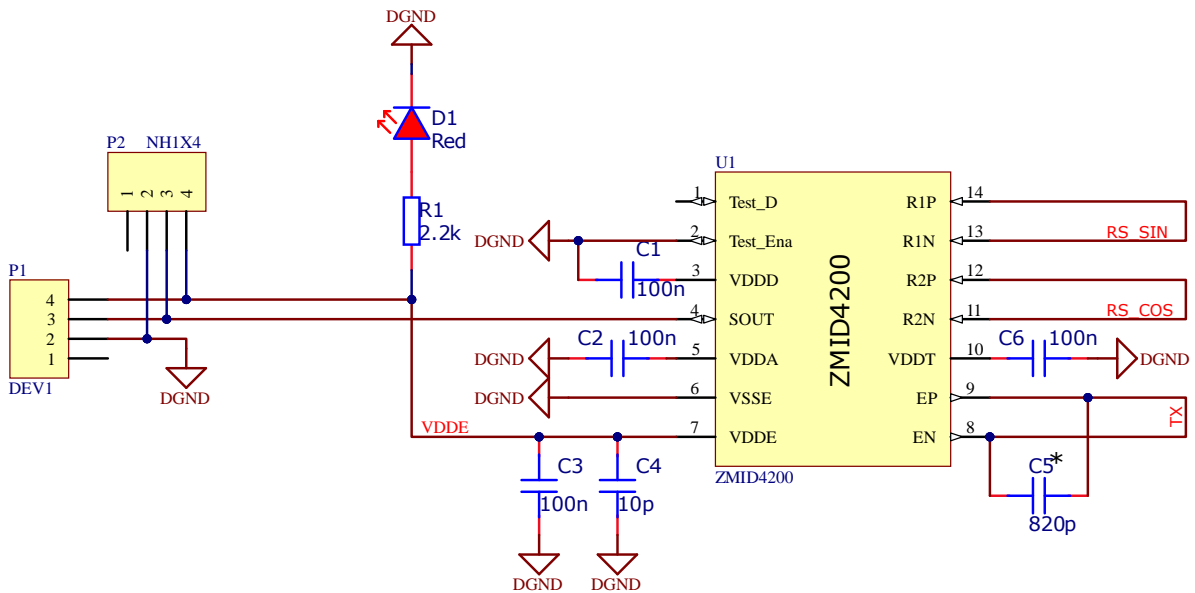 DGND
D1
Red
P2 NH1X4
1 2 3 4
R1
2.2k
P1
4
3
2
1
DEV1
DGND
U1
1 Test_D R1P 14
DGND 2 Test_Ena R1N 13 RS_SIN
C1
100n
3 VDDD R2P 12
4 SOUT R2N 11 RS_COS
C2 100n
DGND 5 VDDA VDDT 10 C6 100n DGND
DGND 6 VSSE EP 9
TX
VDDE 7 VDDE EN 8
ZMID4200
ZMID4200
C3
100n
C4
10p
C5*
820p
DGND
DGND